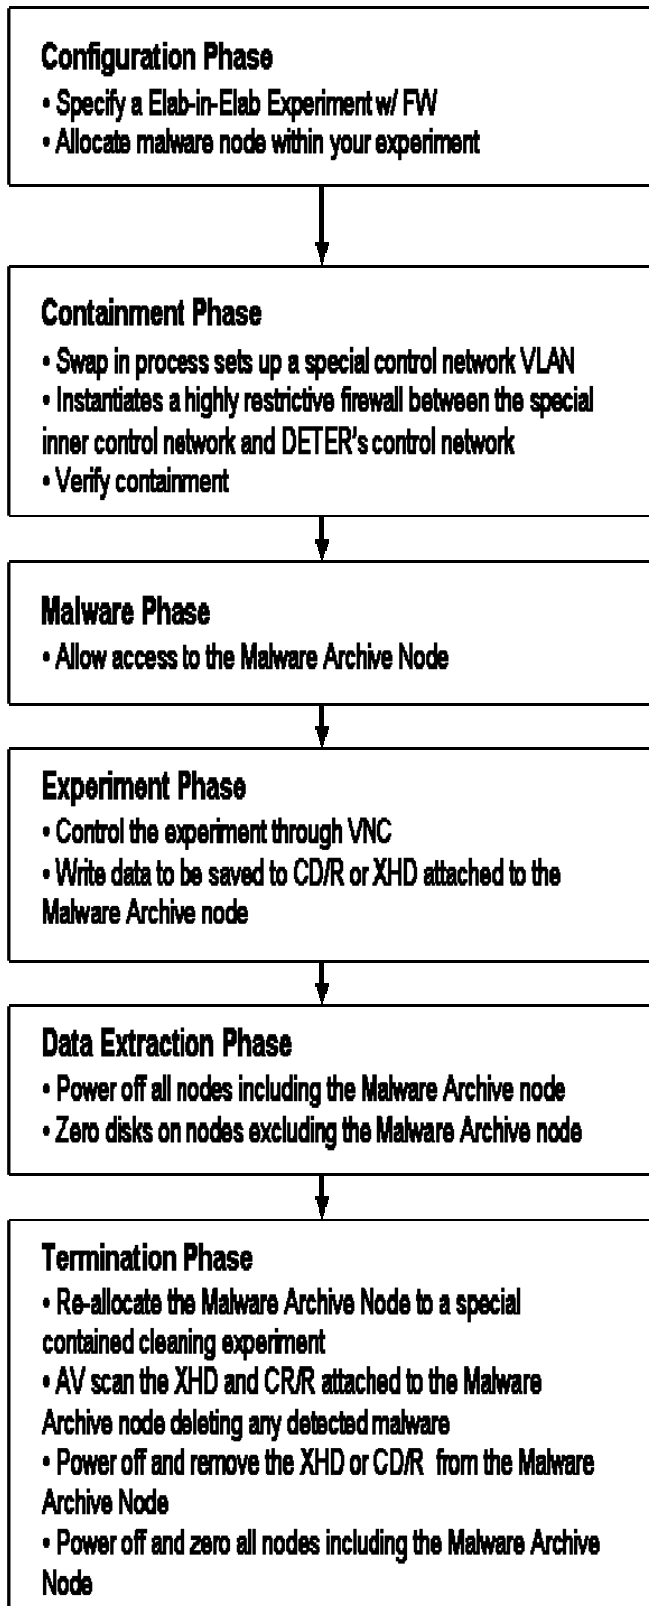 Configuration Phase
• Specify a Elab-in-Elab Experiment w/ FW
• Allocate malware node within your experiment
Containment Phase
• Swap in process sets up a special control network VLAN
• Instantiates a highly restrictive firewall between the special
inner control network and DETER's control network
• Verify containment
Malware Phase
• Allow access to the Malware Archive Node
Experiment Phase
• Control the experiment through VNC
• Write data to be saved to CD/R or XHD attached to the
Malware Archive node
Data Extraction Phase
• Power off all nodes including the Malware Archive node
• Zero disks on nodes excluding the Malware Archive node
Termination Phase
• Re-allocate the Malware Archive Node to a special
contained cleaning experiment
• AV scan the XHD and CR/R attached to the Malware
Archive node deleting any detected malware
• Power off and remove the XHD or CD/R from the Malware
Archive Node
• Power off and zero all nodes including the Malware Archive
Node